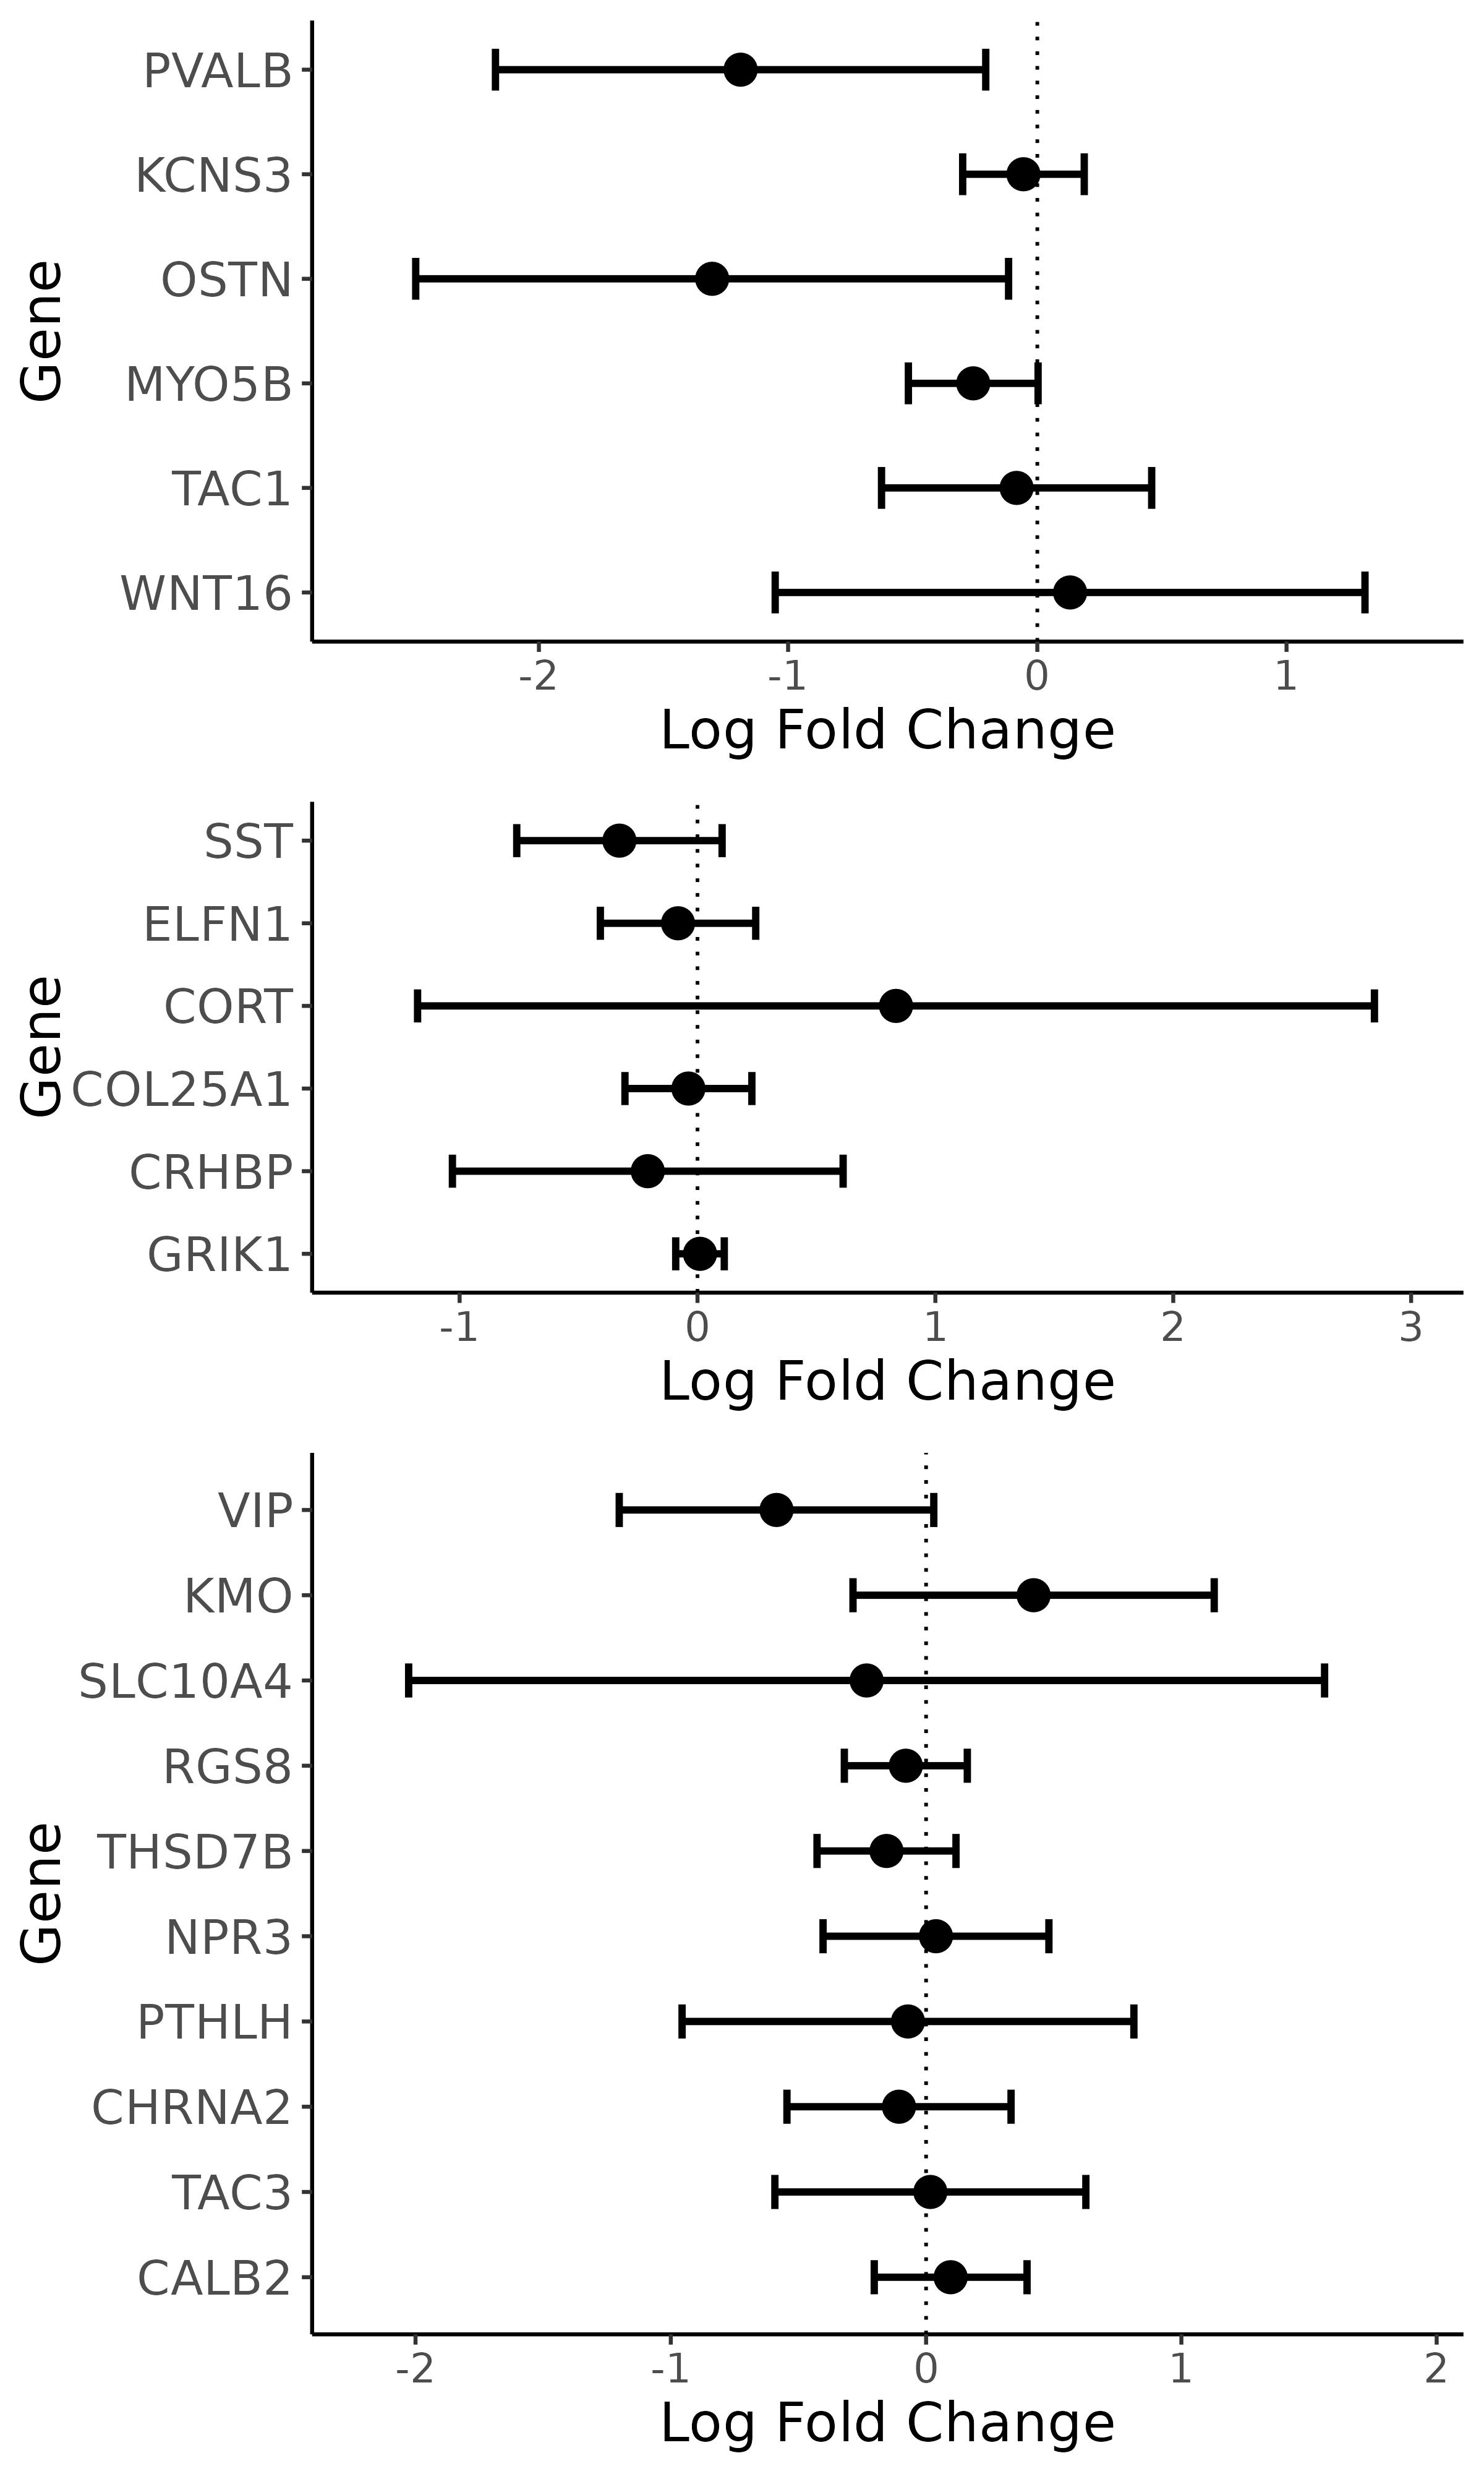 Gene
PVALB
KCNS3
OSTN
MYO5B
TAC1
WNT16
-2 -1 0 1
Log Fold Change
Gene
SST
ELFN1
CORT
COL25A1
CRHBP
GRIK1
-1 0 1 2 3
Log Fold Change
Gene
VIP
KMO
SLC10A4
RGS8
THSD7B
NPR3
PTHLH
CHRNA2
TAC3
CALB2
-2 -1 0 1 2
Log Fold Change